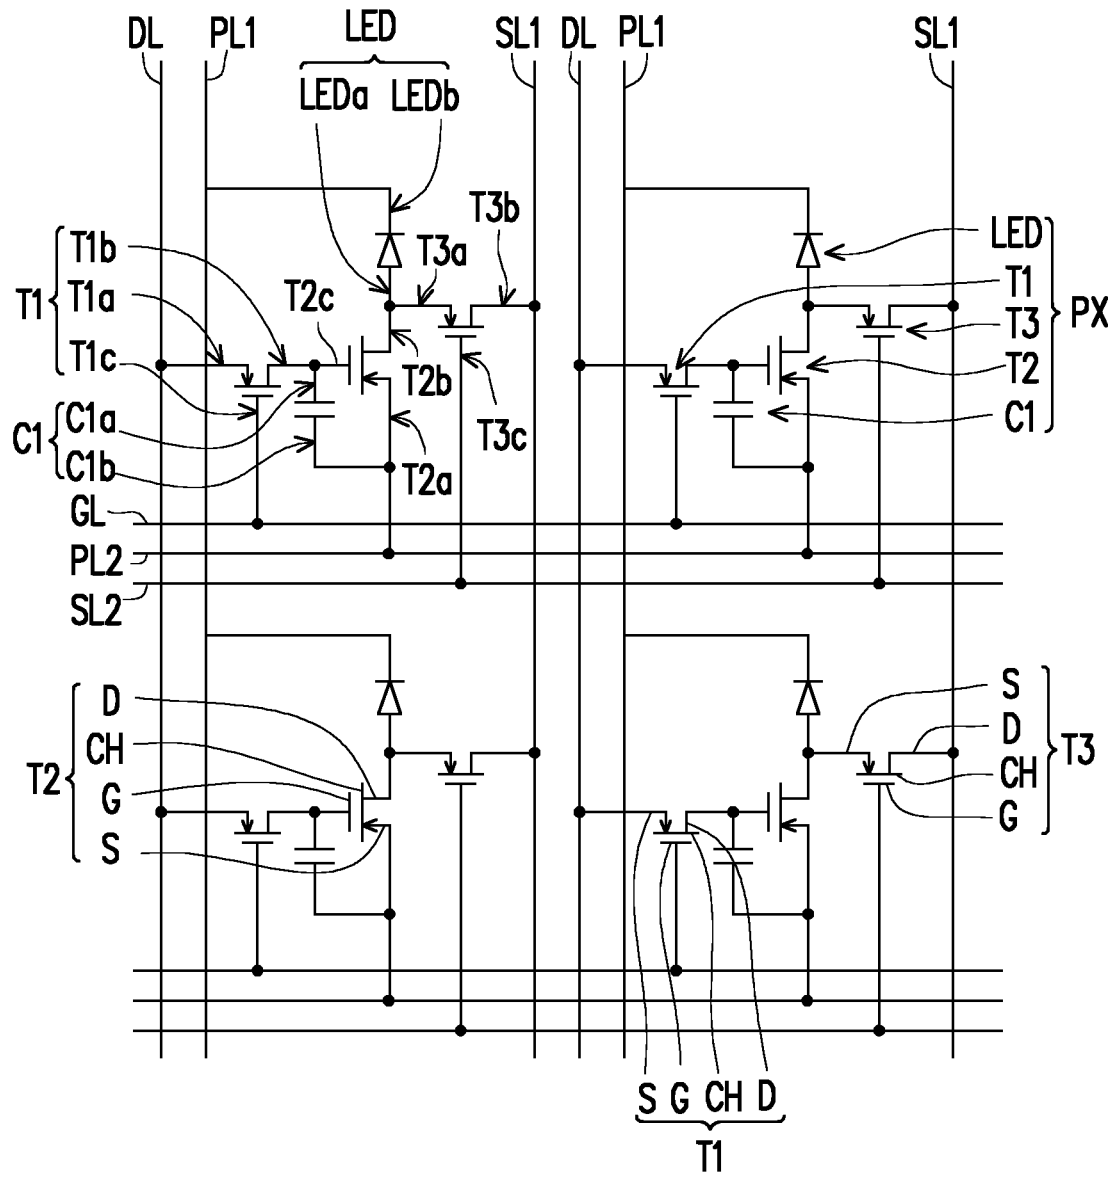 DL PL1 LED SL1 DL PL1 SL1
LEDa LEDb
T3b
T1b T3a LED
T1 T1a T2c T1
T3 PX
T1c T2b T2
C1 C1a T3c C1
C1b T2a
GL
PL2
SL2
D S
CH D
T2 G CH T3
S G
S G CH D
T1